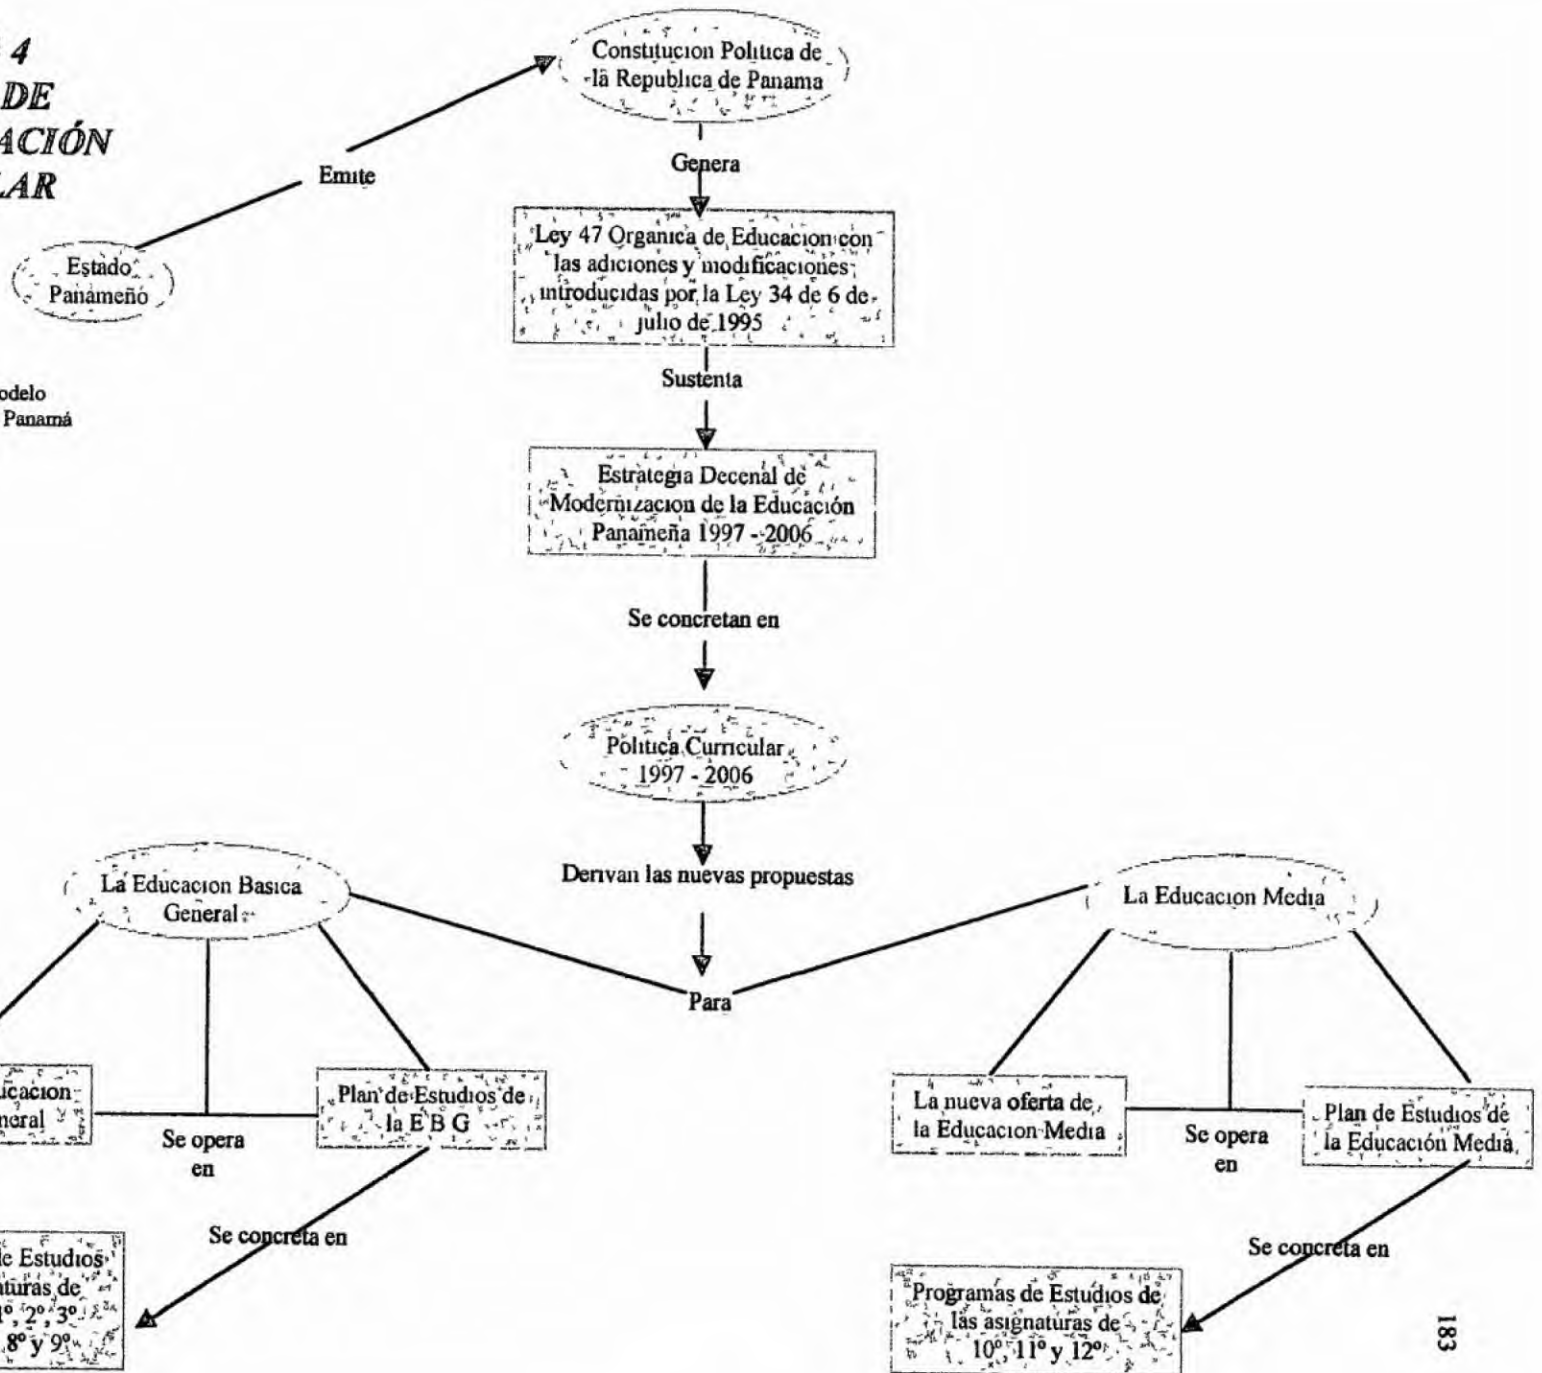 4
DE
ACIÓN
LAR
Constitucion Politica de
la Republica de Panama
Emite
Genera
Estado
Panameño
Ley 47 Organica de Educacion con
las adiciones y modificaciones
introducidas por la Ley 34 de 6 de
julio de 1995
odelo
Panamá
Sustenta
Estrategia Decenal de
Modernizacion de la Educación
Panameña 1997 - 2006
Se concretan en
Politica Curricular
1997 - 2006
Derivan las nuevas propuestas
Para
La Educacion Basica
General
La Educacion Media
ucacion
neral
Se opera
en
Plan de Estudios de
la E B G
La nueva oferta de
la Educacion Media
Se opera
en
Plan de Estudios de
la Educación Media
Se concreta en
de Estudios
aturas de
1º, 2º, 3º
8º y 9º
Se concreta en
Programas de Estudios de
las asignaturas de
10º, 11º y 12º
183